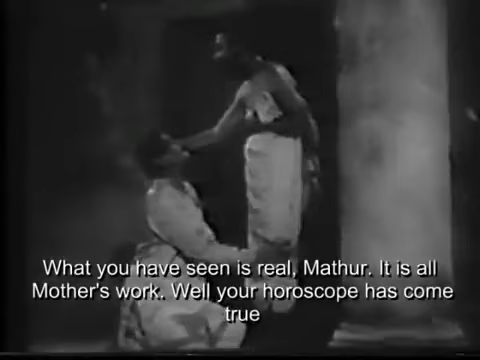 What you have seen is real, Mathur. It is all
Mother's work. Well your horoscope has come
true